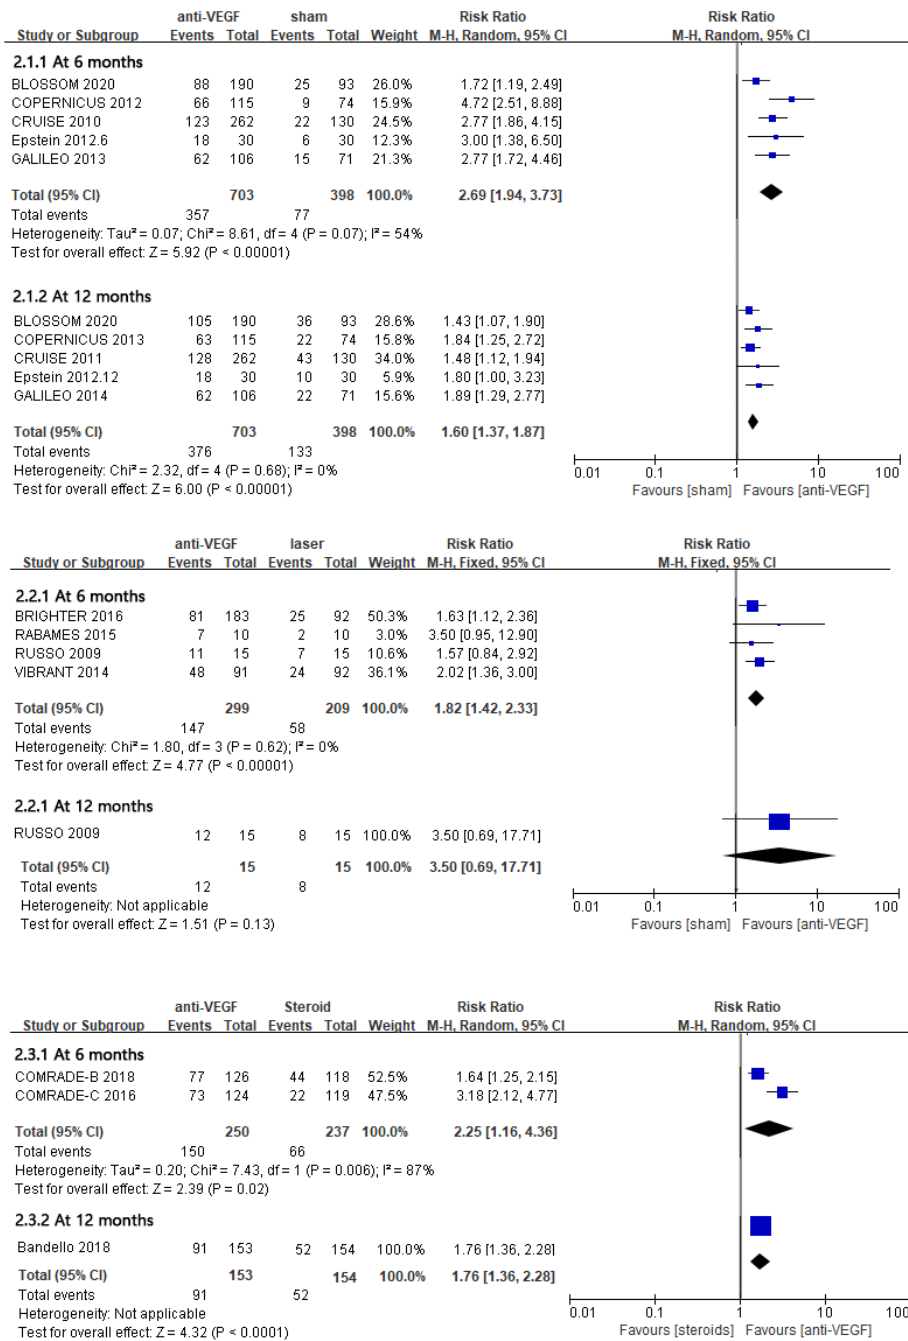 anti-VEGF sham Risk Ratio Risk Ratio
Study or Subgroup Events Total Events Total Weight M-H, Random, 95% CI M-H, Random, 95% CI
2.1.1 At 6 months
BLOSSOM 2020 88 190 25 93 26.0% 1.72 [1.19, 2.49]
COPERNICUS 2012 66 115 9 74 15.9% 4.72 [2.51, 8.88]
CRUISE 2010 123 262 22 130 24.5% 2.77 [1.86, 4.15]
Epstein 2012.6 18 30 6 30 12.3% 3.00 [1.38, 6.50]
GALILEO 2013 62 106 15 71 21.3% 2.77 [1.72, 4.46]
Total (95% CI) 703 398 100.0% 2.69 [1.94, 3.73]
Total events 357 77
Heterogeneity: Tau² = 0.07; Chi² = 8.61, df = 4 (P = 0.07); I² = 54%
Test for overall effect: Z = 5.92 (P < 0.00001)
2.1.2 At 12 months
BLOSSOM 2020 105 190 36 93 28.6% 1.43 [1.07, 1.90]
COPERNICUS 2013 63 115 22 74 15.8% 1.84 [1.25, 2.72]
CRUISE 2011 128 262 43 130 34.0% 1.48 [1.12, 1.94]
Epstein 2012.12 18 30 10 30 5.9% 1.80 [1.00, 3.23]
GALILEO 2014 62 106 22 71 15.6% 1.89 [1.29, 2.77]
Total (95% CI) 703 398 100.0% 1.60 [1.37, 1.87]
Total events 376 133
Heterogeneity: Chi² = 2.32, df = 4 (P = 0.68); I² = 0%
Test for overall effect: Z = 6.00 (P < 0.00001)
0.01 0.1 1 10 100
Favours [sham] Favours [anti-VEGF]
anti-VEGF laser Risk Ratio Risk Ratio
Study or Subgroup Events Total Events Total Weight M-H, Fixed, 95% CI M-H, Fixed, 95% CI
2.2.1 At 6 months
BRIGHTER 2016 81 183 25 92 50.3% 1.63 [1.12, 2.36]
RABAMES 2015 7 10 2 10 3.0% 3.50 [0.95, 12.90]
RUSSO 2009 11 15 7 15 10.6% 1.57 [0.84, 2.92]
VIBRANT 2014 48 91 24 92 36.1% 2.02 [1.36, 3.00]
Total (95% CI) 299 209 100.0% 1.82 [1.42, 2.33]
Total events 147 58
Heterogeneity: Chi² = 1.80, df = 3 (P = 0.62); I² = 0%
Test for overall effect: Z = 4.77 (P < 0.00001)
2.2.1 At 12 months
RUSSO 2009 12 15 8 15 100.0% 3.50 [0.69, 17.71]
Total (95% CI) 15 15 100.0% 3.50 [0.69, 17.71]
Total events 12 8
Heterogeneity: Not applicable
Test for overall effect: Z = 1.51 (P = 0.13)
0.01 0.1 1 10 100
Favours [sham] Favours [anti-VEGF]
anti-VEGF Steroid Risk Ratio Risk Ratio
Study or Subgroup Events Total Events Total Weight M-H, Random, 95% CI M-H, Random, 95% CI
2.3.1 At 6 months
COMRADE-B 2018 77 126 44 118 52.5% 1.64 [1.25, 2.15]
COMRADE-C 2016 73 124 22 119 47.5% 3.18 [2.12, 4.77]
Total (95% CI) 250 237 100.0% 2.25 [1.16, 4.36]
Total events 150 66
Heterogeneity: Tau² = 0.20; Chi² = 7.43, df = 1 (P = 0.006); I² = 87%
Test for overall effect: Z = 2.39 (P = 0.02)
2.3.2 At 12 months
Bandello 2018 91 153 52 154 100.0% 1.76 [1.36, 2.28]
Total (95% CI) 153 154 100.0% 1.76 [1.36, 2.28]
Total events 91 52
Heterogeneity: Not applicable
Test for overall effect: Z = 4.32 (P < 0.0001)
0.01 0.1 1 10 100
Favours [steroids] Favours [anti-VEGF]